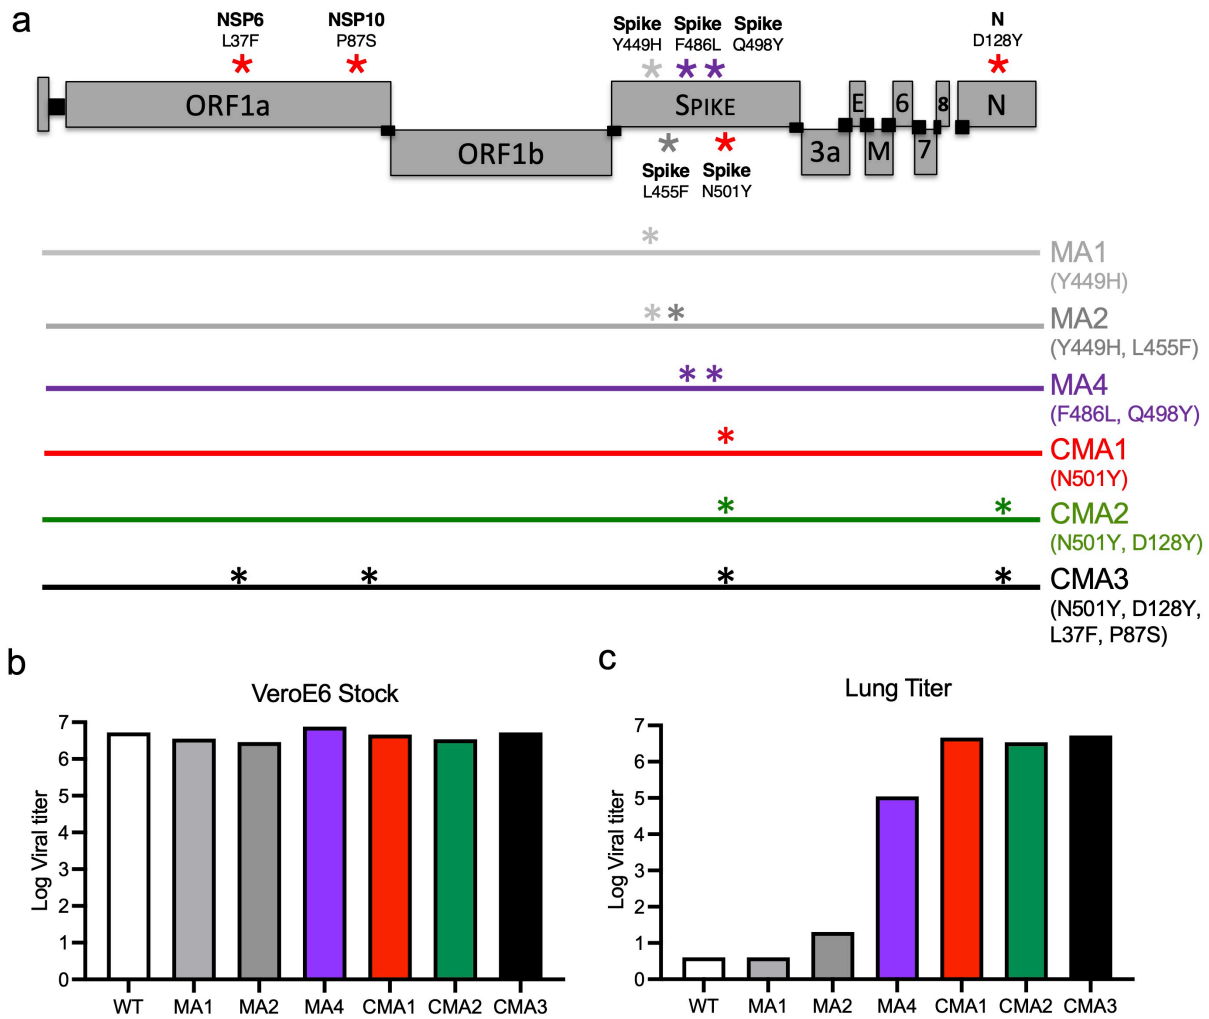 a
NSP6
L37F
NSP10
P87S
Spike
Y449H
Spike
F486L
Spike
Q498Y
N
D128Y
ORF1a
SPIKE
E
6
8
N
ORF1b
3a
M
7
Spike
L455F
Spike
N501Y
MA1
(Y449H)
MA2
(Y449H, L455F)
MA4
(F486L, Q498Y)
CMA1
(N501Y)
CMA2
(N501Y, D128Y)
CMA3
(N501Y, D128Y,
L37F, P87S)
b
VeroE6 Stock
Log Viral titer
7
6
5
4
3
2
1
0
WT MA1 MA2 MA4 CMA1 CMA2 CMA3
c
Lung Titer
Log Viral titer
7
6
5
4
3
2
1
0
WT MA1 MA2 MA4 CMA1 CMA2 CMA3